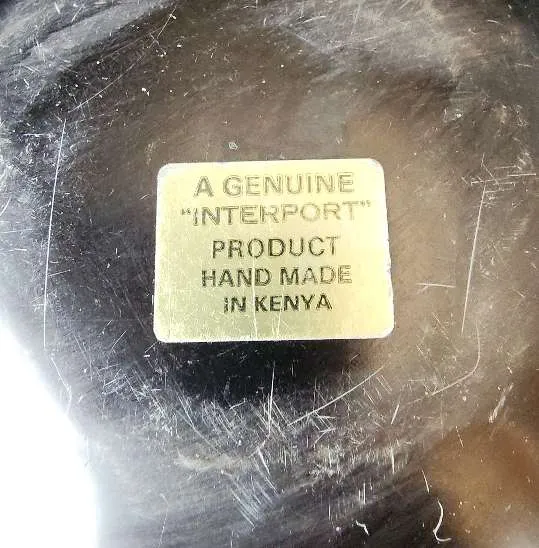 A GENUINE
"INTERPORT"
PRODUCT
HAND MADE
IN KENYA